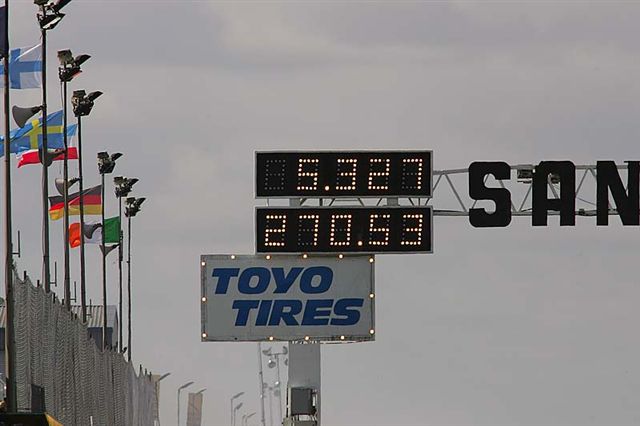 5.327
270.53
SAN
TOYO
TIRES